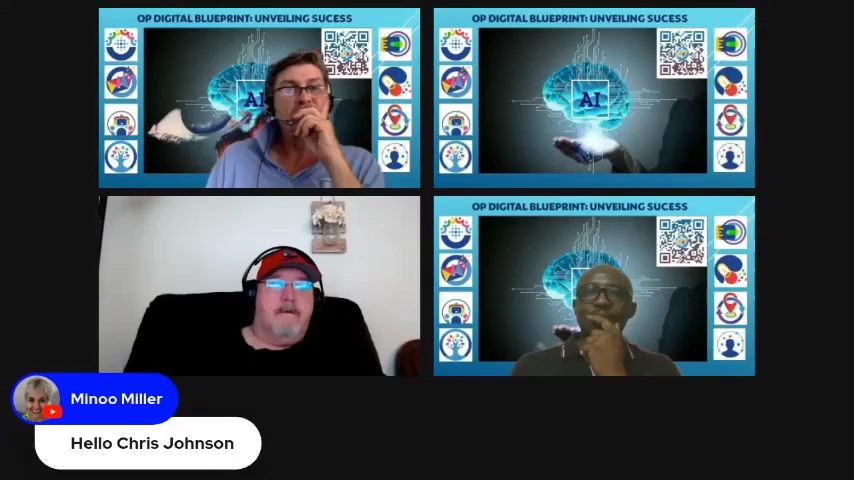 OP DIGITAL BLUEPRINT: UNVEILING SUCESS
OP DIGITAL BLUEPRINT: UNVEILING SUCESS
AI
AI
OP DIGITAL BLUEPRINT: UNVEILING SUCESS
Minoo Miller
Hello Chris Johnson